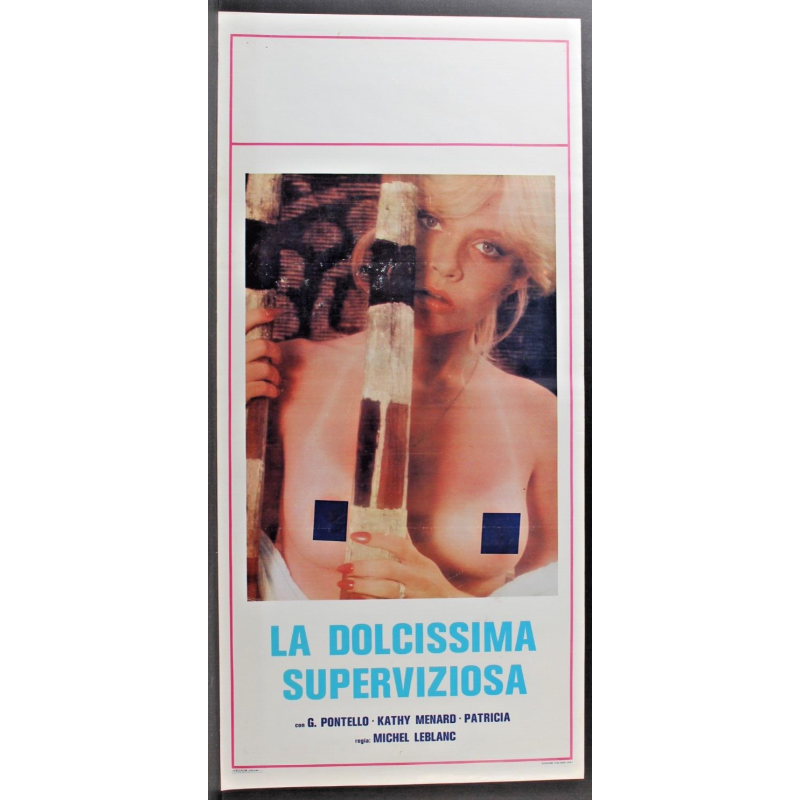 LA DOLCISSIMA
SUPERVIZIOSA
con G. PONTELLO · KATHY MENARD · PATRICIA
regia: MICHEL LEBLANC